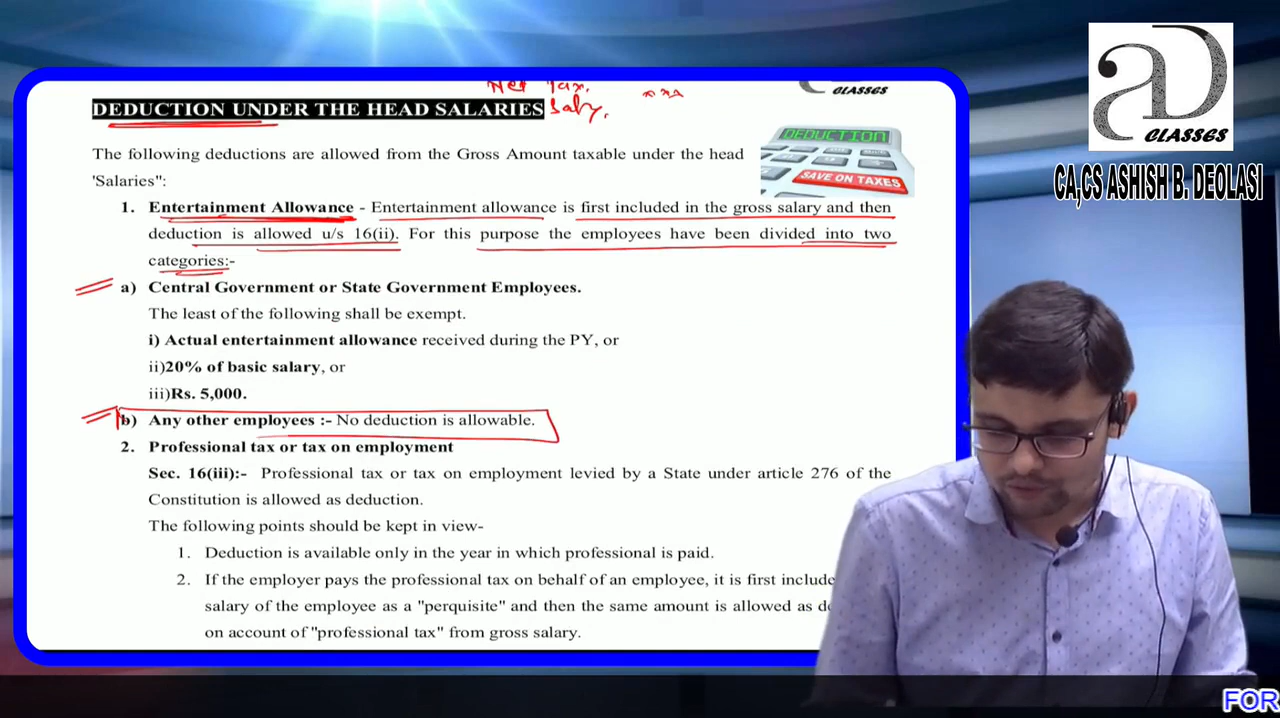 Net Tax.
Saly.
DEDUCTION UNDER THE HEAD SALARIES
CLASSES
The following deductions are allowed from the Gross Amount taxable under the head
'Salaries":
DEDUCTION
SAVE ON TAXES
1. Entertainment Allowance - Entertainment allowance is first included in the gross salary and then
deduction is allowed u/s 16(ii). For this purpose the employees have been divided into two
categories:-
a) Central Government or State Government Employees.
The least of the following shall be exempt.
i) Actual entertainment allowance received during the PY, or
ii)20% of basic salary, or
iii)Rs. 5,000.
b) Any other employees :- No deduction is allowable.
2. Professional tax or tax on employment
Sec. 16(iii):- Professional tax or tax on employment levied by a State under article 276 of the
Constitution is allowed as deduction.
The following points should be kept in view-
1. Deduction is available only in the year in which professional is paid.
2. If the employer pays the professional tax on behalf of an employee, it is first include
salary of the employee as a "perquisite" and then the same amount is allowed as de
on account of "professional tax" from gross salary.
aD
CLASSES
CA,CS ASHISH B. DEOLASI
FOR